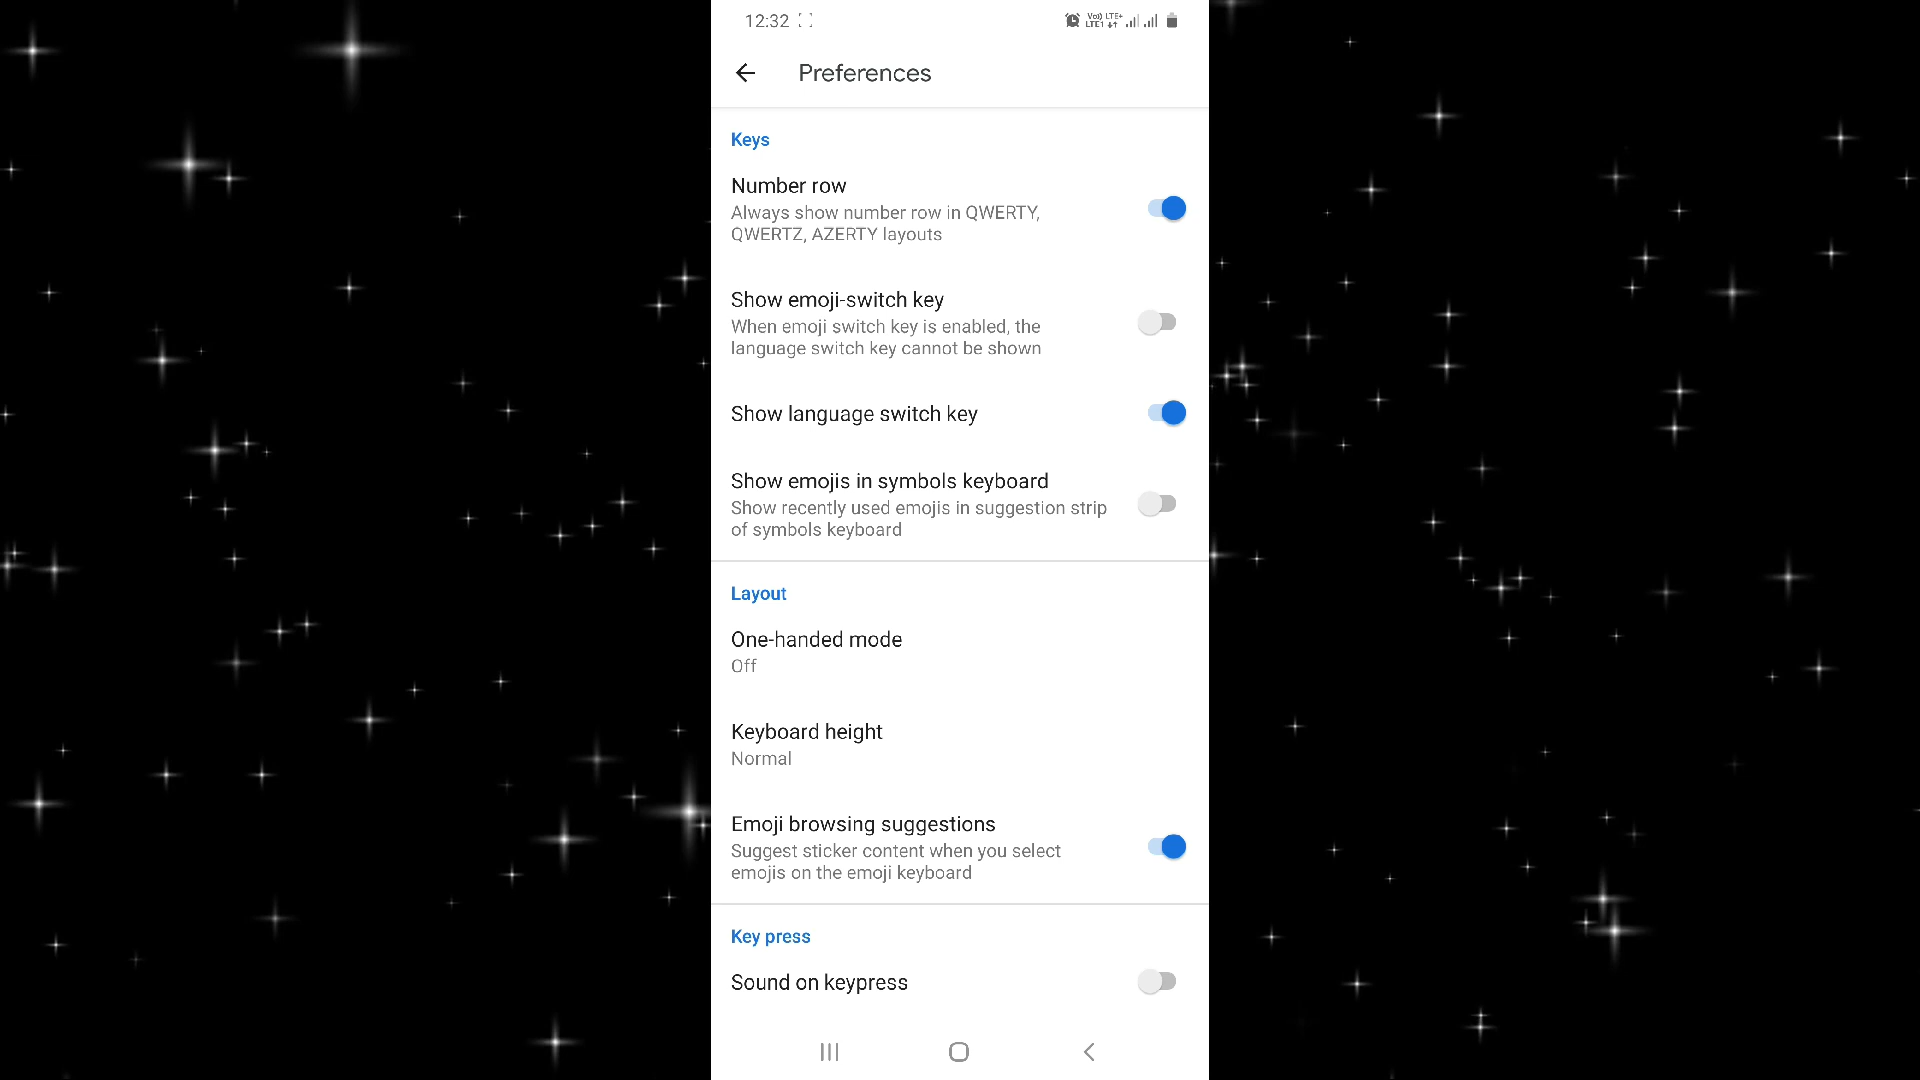 12:32
Vo) LTE+
LTE1
Preferences
Keys
Number row
Always show number row in QWERTY,
QWERTZ, AZERTY layouts
Show emoji-switch key
When emoji switch key is enabled, the
language switch key cannot be shown
Show language switch key
Show emojis in symbols keyboard
Show recently used emojis in suggestion strip
of symbols keyboard
Layout
One-handed mode
Off
Keyboard height
Normal
Emoji browsing suggestions
Suggest sticker content when you select
emojis on the emoji keyboard
Key press
Sound on keypress